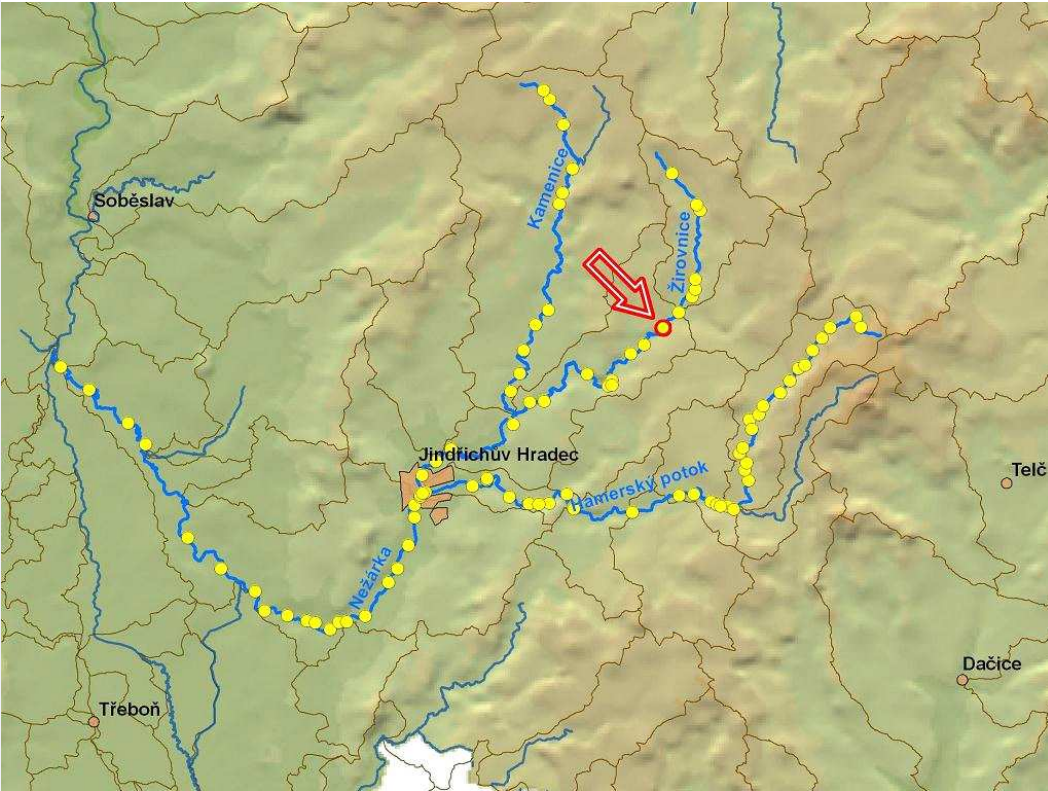 Soběslav
Kamenice
Žirovnice
Jindřichův Hradec
Hamerský potok
Telč
Nežárka
Dačice
Třeboň